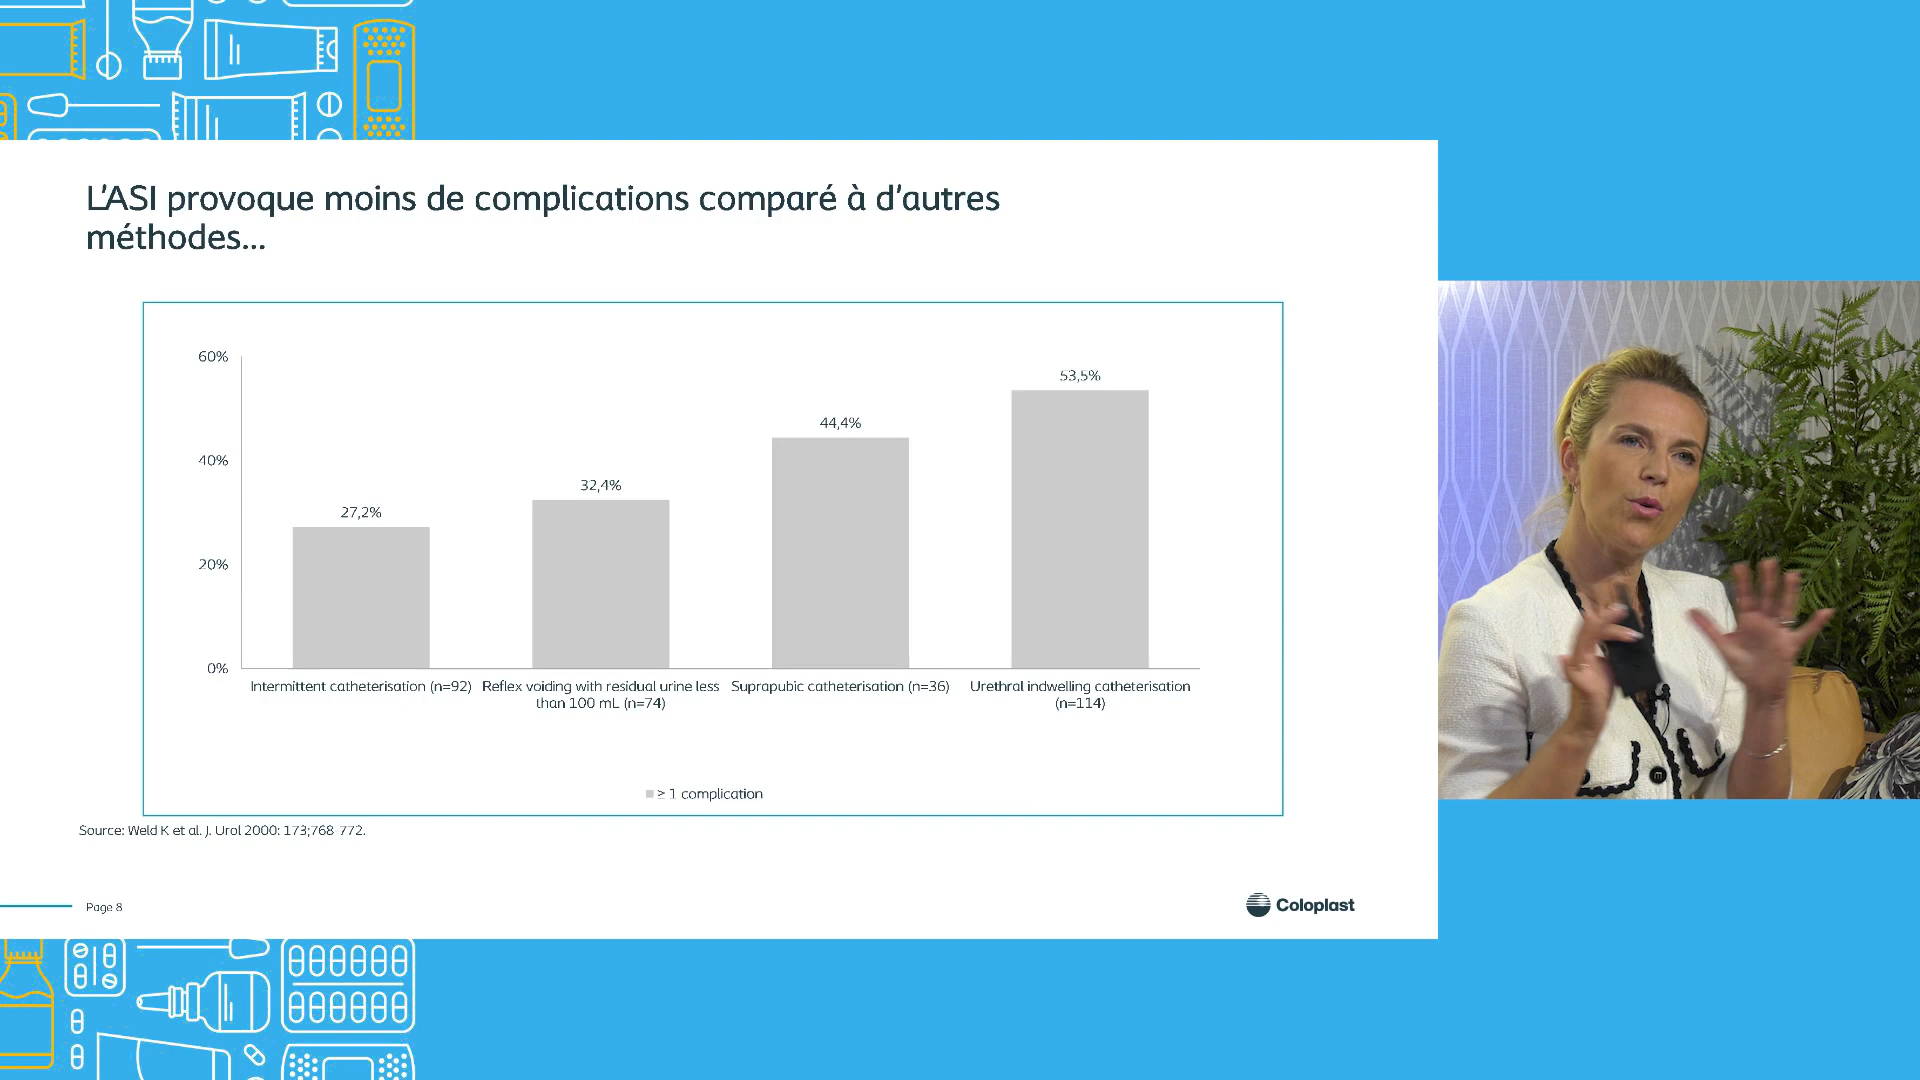 L'ASI provoque moins de complications comparé à d'autres
méthodes...
60%
40%
20%
0%
27,2%
32,4%
44,4%
53,5%
Intermittent catheterisation (n=92)
Reflex voiding with residual urine less
than 100 mL (n=74)
Suprapubic catheterisation (n=36)
Urethral indwelling catheterisation
(n=114)
≥ 1 complication
Source: Weld K et al. J. Urol 2000: 173;768-772.
Page 8
Coloplast